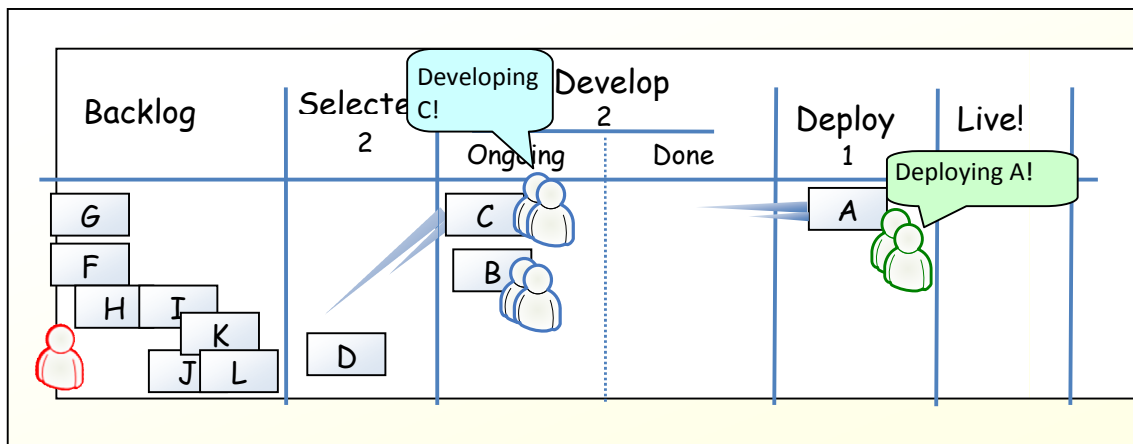 Backlog
Selecte
2
Developing
C!
Develop
2
Ongoing
Done
Deploy
1
Live!
Deploying A!
G
F
H
I
K
J
L
D
C
B
A